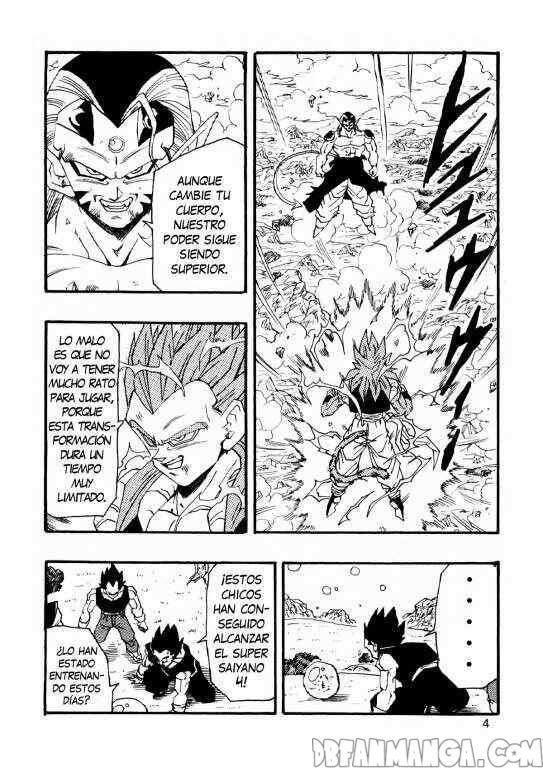 AUNQUE
CAMBIE TU
CUERPO,
NUESTRO
PODER SIGUE
SIENDO
SUPERIOR.
LO MALO
ES QUE NO
VOY A TENER
MUCHO RATO
PARA JUGAR,
PORQUE
ESTA TRANS-
FORMACIÓN
DURA UN
TIEMPO
MUY
LIMITADO.
¡ESTOS
CHICOS
HAN CON-
SEGUIDO
ALCANZAR
EL SUPER
SAIYANO
4!
¿LO HAN
ESTADO
ENTRENAN-
DO ESTOS
DÍAS?
4
DBFANMANGA.COM